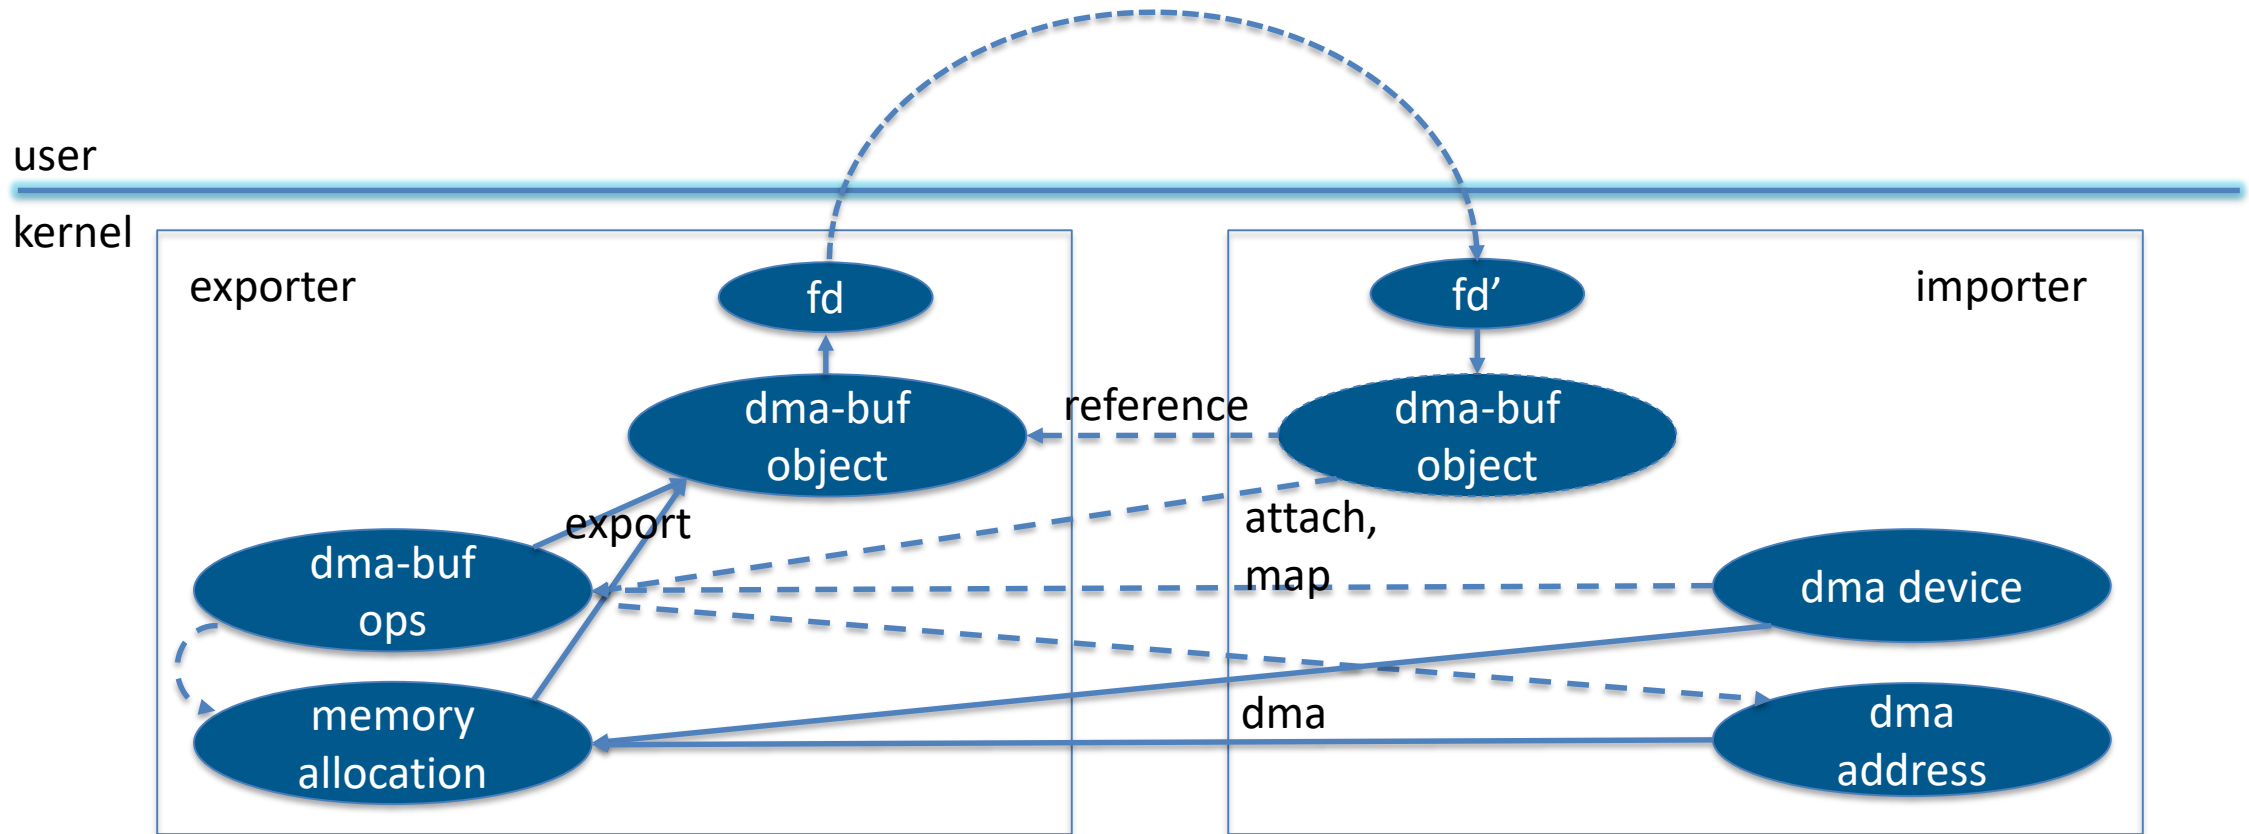 user
kernel
exporter
fd
fd’
importer
dma-buf
object
reference
dma-buf
object
export
attach,
map
dma-buf
ops
dma device
memory
allocation
dma
dma
address